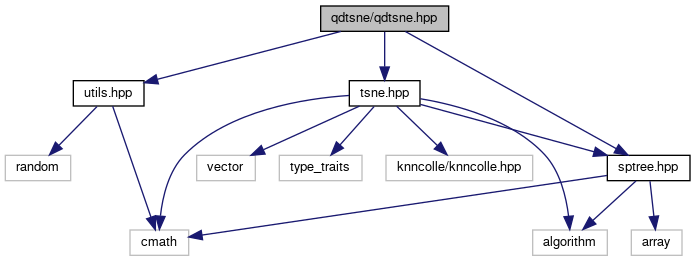 qdtsne/qdtsne.hpp
utils.hpp
tsne.hpp
random
vector
type_traits
knncolle/knncolle.hpp
sptree.hpp
cmath
algorithm
array